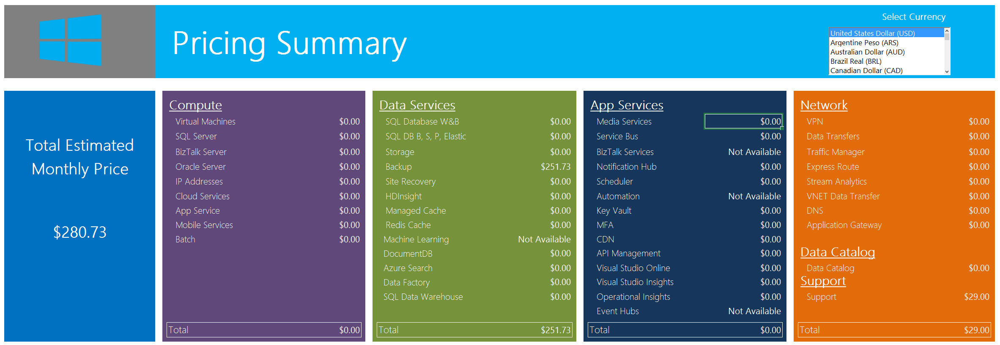 Pricing Summary
Select Currency
United States Dollar (USD)
Argentine Peso (ARS)
Australian Dollar (AUD)
Brazil Real (BRL)
Canadian Dollar (CAD)
Total Estimated
Monthly Price
$280.73
Compute
Virtual Machines $0.00
SQL Server $0.00
BizTalk Server $0.00
Oracle Server $0.00
IP Addresses $0.00
Cloud Services $0.00
App Service $0.00
Mobile Services $0.00
Batch $0.00
Total $0.00
Data Services
SQL Database W&B $0.00
SQL DB B, S, P, Elastic $0.00
Storage $0.00
Backup $251.73
Site Recovery $0.00
HDInsight $0.00
Managed Cache $0.00
Redis Cache $0.00
Machine Learning Not Available
DocumentDB $0.00
Azure Search $0.00
Data Factory $0.00
SQL Data Warehouse $0.00
Total $251.73
App Services
Media Services $0.00
Service Bus $0.00
BizTalk Services Not Available
Notification Hub $0.00
Scheduler $0.00
Automation Not Available
Key Vault $0.00
MFA $0.00
CDN $0.00
API Management $0.00
Visual Studio Online $0.00
Visual Studio Insights $0.00
Operational Insights $0.00
Event Hubs Not Available
Total $0.00
Network
VPN $0.00
Data Transfers $0.00
Traffic Manager $0.00
Express Route $0.00
Stream Analytics $0.00
VNET Data Transfer $0.00
DNS $0.00
Application Gateway $0.00
Data Catalog
Data Catalog $0.00
Support
Support $29.00
Total $29.00